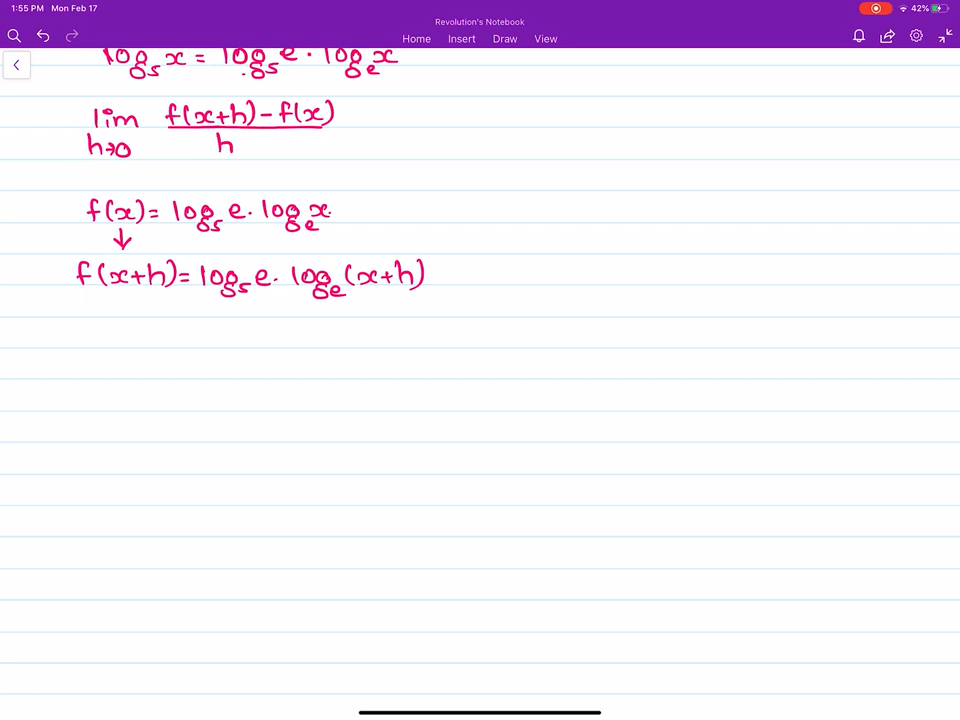 1:55 PM Mon Feb 17
42%
Revolution's Notebook
Home Insert Draw View
log₅ x = log₅ e · logₑ x
lim f(x+h) - f(x)
h→0 h
f(x) = log₅ e · logₑ x
↓
f(x+h) = log₅ e · logₑ (x+h)